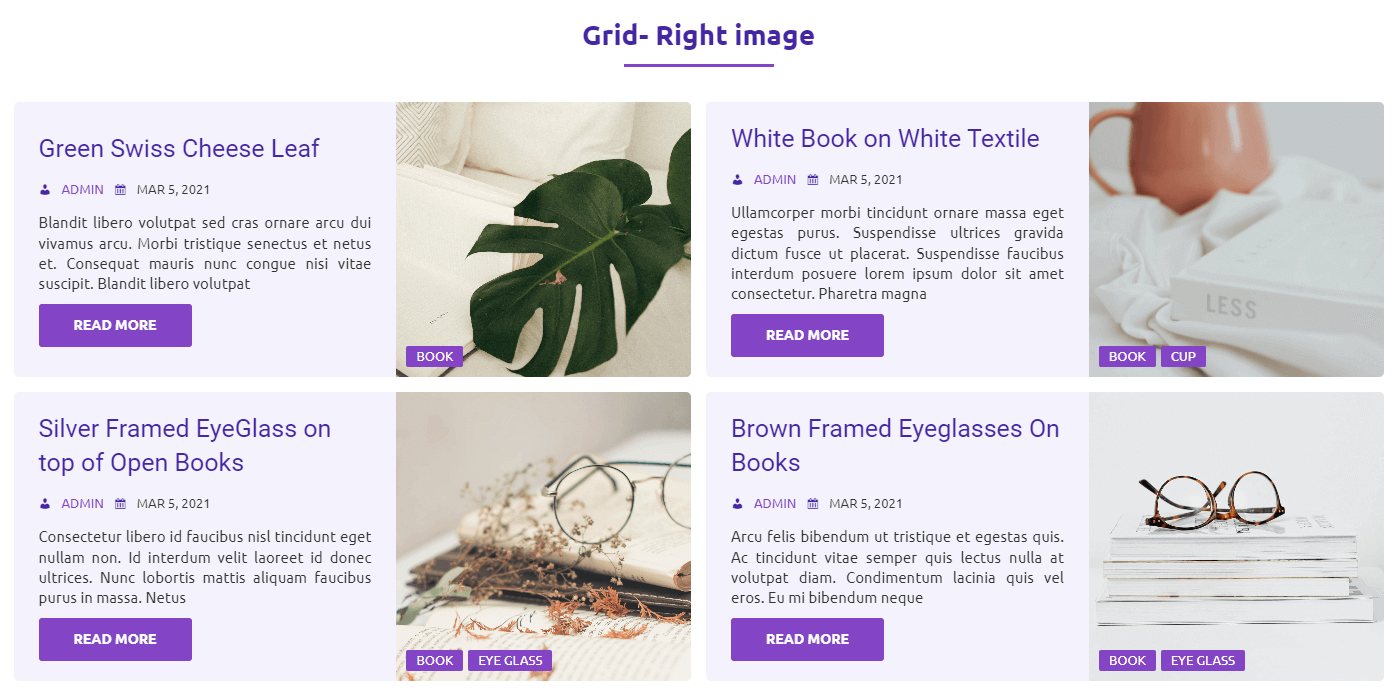 Grid- Right image
Green Swiss Cheese Leaf
ADMIN MAR 5, 2021
Blandit libero volutpat sed cras ornare arcu dui
vivamus arcu. Morbi tristique senectus et netus
et. Consequat mauris nunc congue nisi vitae
suscipit. Blandit libero volutpat
READ MORE
BOOK
White Book on White Textile
ADMIN MAR 5, 2021
Ullamcorper morbi tincidunt ornare massa eget
egestas purus. Suspendisse ultrices gravida
dictum fusce ut placerat. Suspendisse faucibus
interdum posuere lorem ipsum dolor sit amet
consectetur. Pharetra magna
READ MORE
LESS
BOOK CUP
Silver Framed EyeGlass on
top of Open Books
ADMIN MAR 5, 2021
Consectetur libero id faucibus nisl tincidunt eget
nullam non. Id interdum velit laoreet id donec
ultrices. Nunc lobortis mattis aliquam faucibus
purus in massa. Netus
READ MORE
BOOK EYE GLASS
Brown Framed Eyeglasses On
Books
ADMIN MAR 5, 2021
Arcu felis bibendum ut tristique et egestas quis.
Ac tincidunt vitae semper quis lectus nulla at
volutpat diam. Condimentum lacinia quis vel
eros. Eu mi bibendum neque
READ MORE
BOOK EYE GLASS